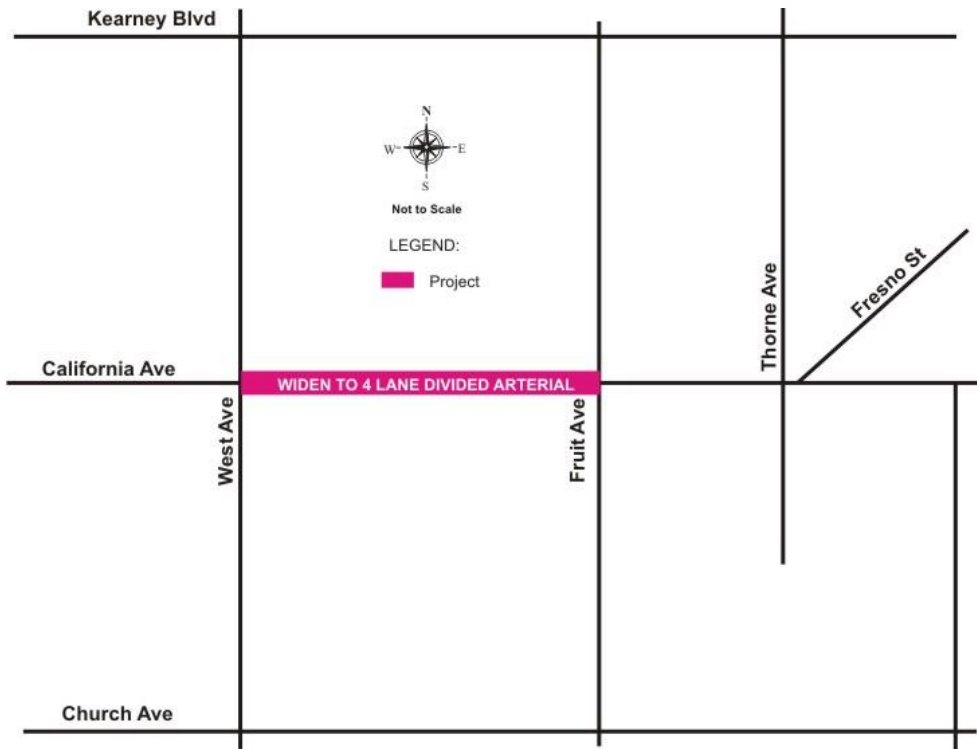 Kearney Blvd
N
W
E
S
Not to Scale
LEGEND:
Project
Thorne Ave
Fresno St
California Ave
WIDEN TO 4 LANE DIVIDED ARTERIAL
West Ave
Fruit Ave
Church Ave